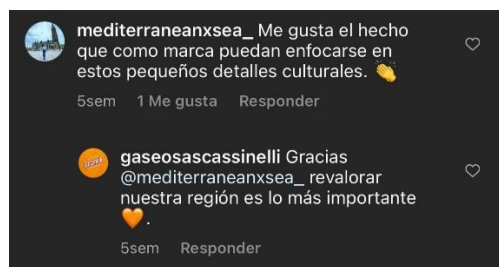 mediterraneanxsea_ Me gusta el hecho
que como marca puedan enfocarse en
estos pequeños detalles culturales. 👏
5sem 1 Me gusta Responder
gaseosascassinelli Gracias
@mediterraneanxsea_ revalorar
nuestra región es lo más importante
🧡.
5sem Responder